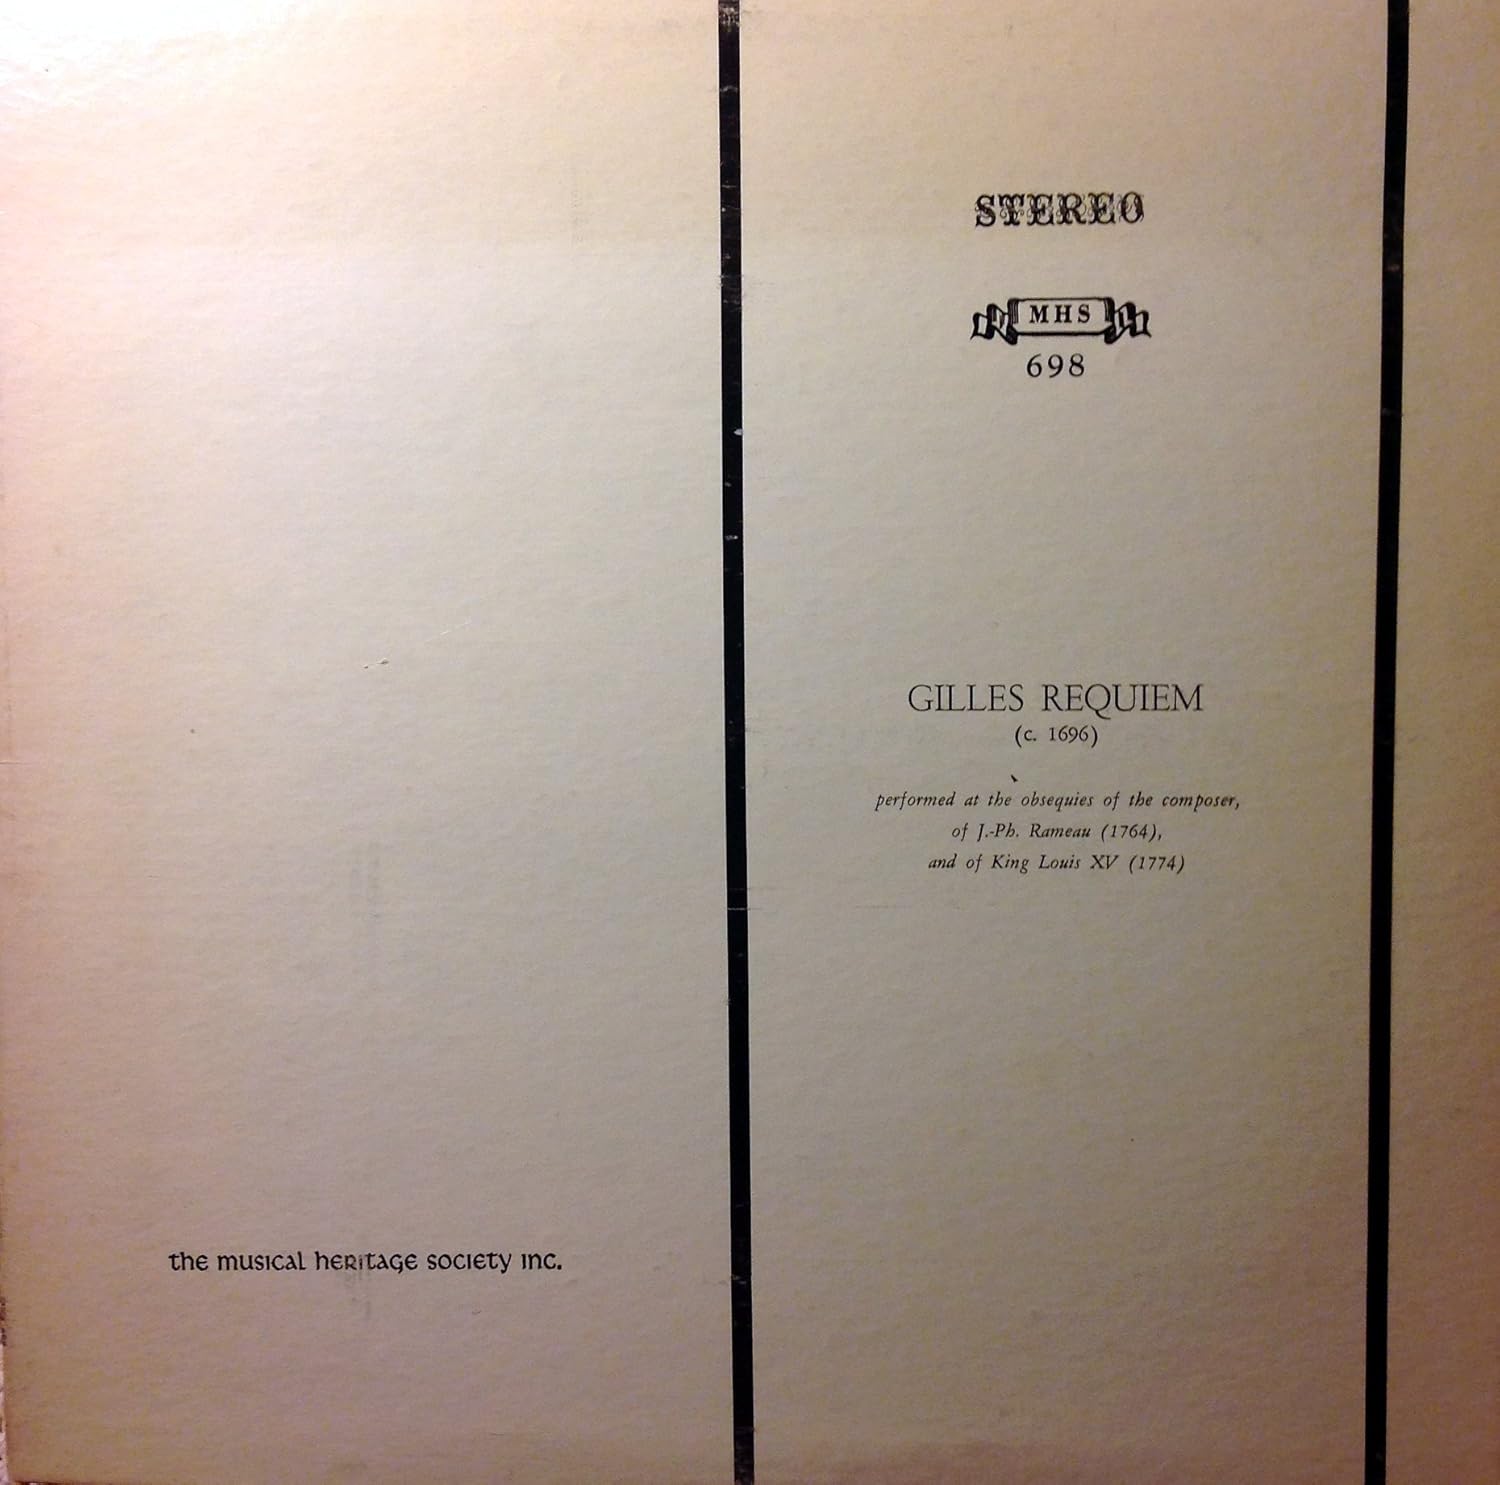 STEREO
MHS
698
GILLES REQUIEM
(c. 1696)
performed at the obsequies of the composer,
of J.-Ph. Rameau (1764),
and of King Louis XV (1774)
the musical heritage society inc.